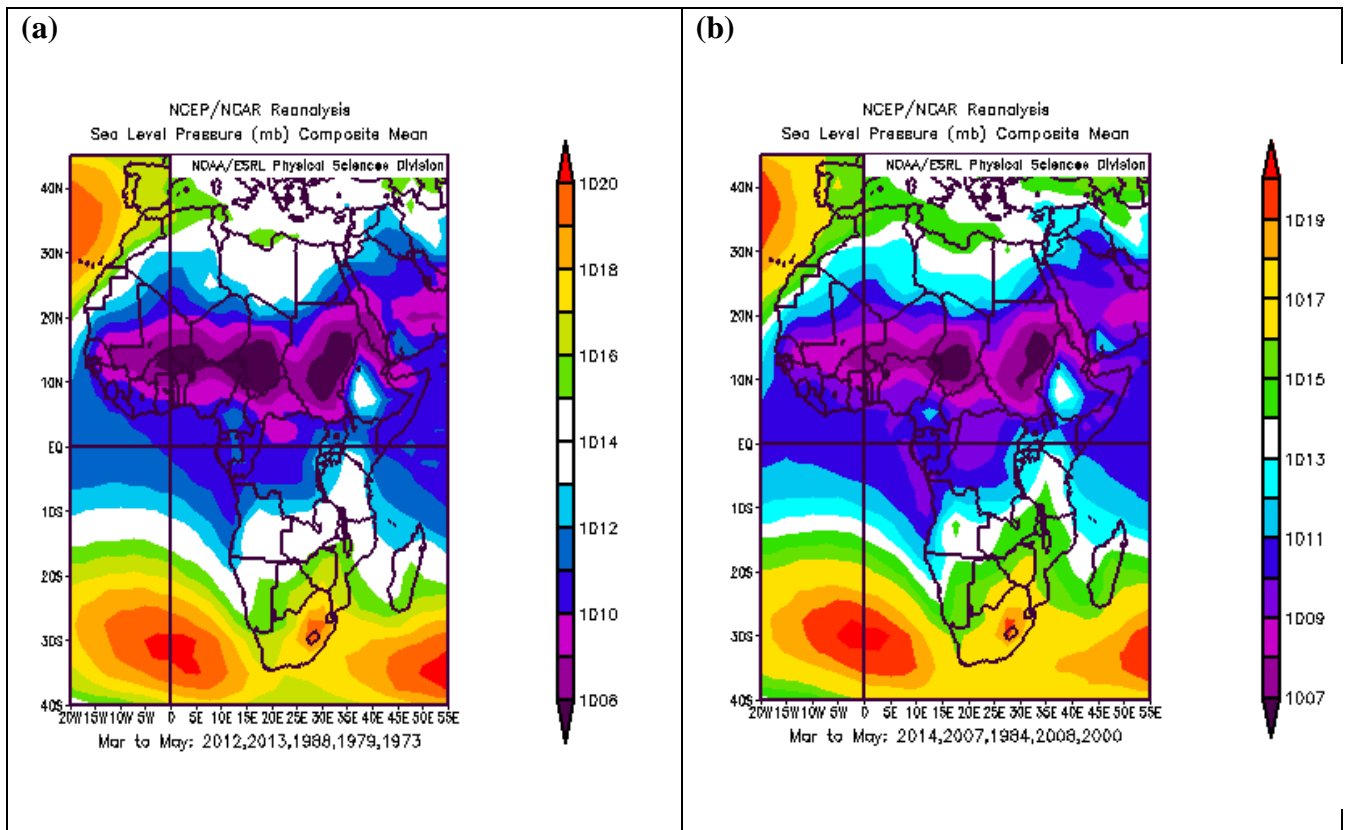 (a)
NCEP/NCAR Reanalysis
Sea Level Pressure (mb) Composite Mean
NOAA/ESRL Physical Sciences Division
40N
30N
20N
10N
EQ
10S
20S
30S
40S
20W 15W 10W 5W 0 5E 10E 15E 20E 25E 30E 35E 40E 45E 50E 55E
Mar to May: 2012,2013,1988,1979,1973
1020
1018
1016
1014
1012
1010
1008
(b)
NCEP/NCAR Reanalysis
Sea Level Pressure (mb) Composite Mean
NOAA/ESRL Physical Sciences Division
40N
30N
20N
10N
EQ
10S
20S
30S
40S
20W 15W 10W 5W 0 5E 10E 15E 20E 25E 30E 35E 40E 45E 50E 55E
Mar to May: 2014,2007,1984,2008,2000
1019
1017
1015
1013
1011
1009
1007